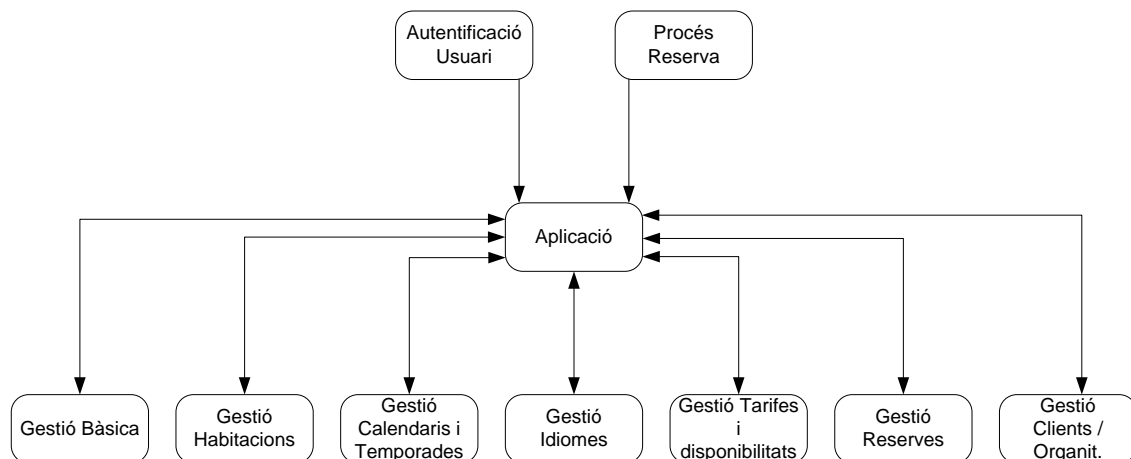 Autentificació
Usuari
Procés
Reserva
Aplicació
Gestió Bàsica
Gestió
Habitacions
Gestió
Calendaris i
Temporades
Gestió
Idiomes
Gestió Tarifes
i
disponibilitats
Gestió
Reserves
Gestió
Clients /
Organit.